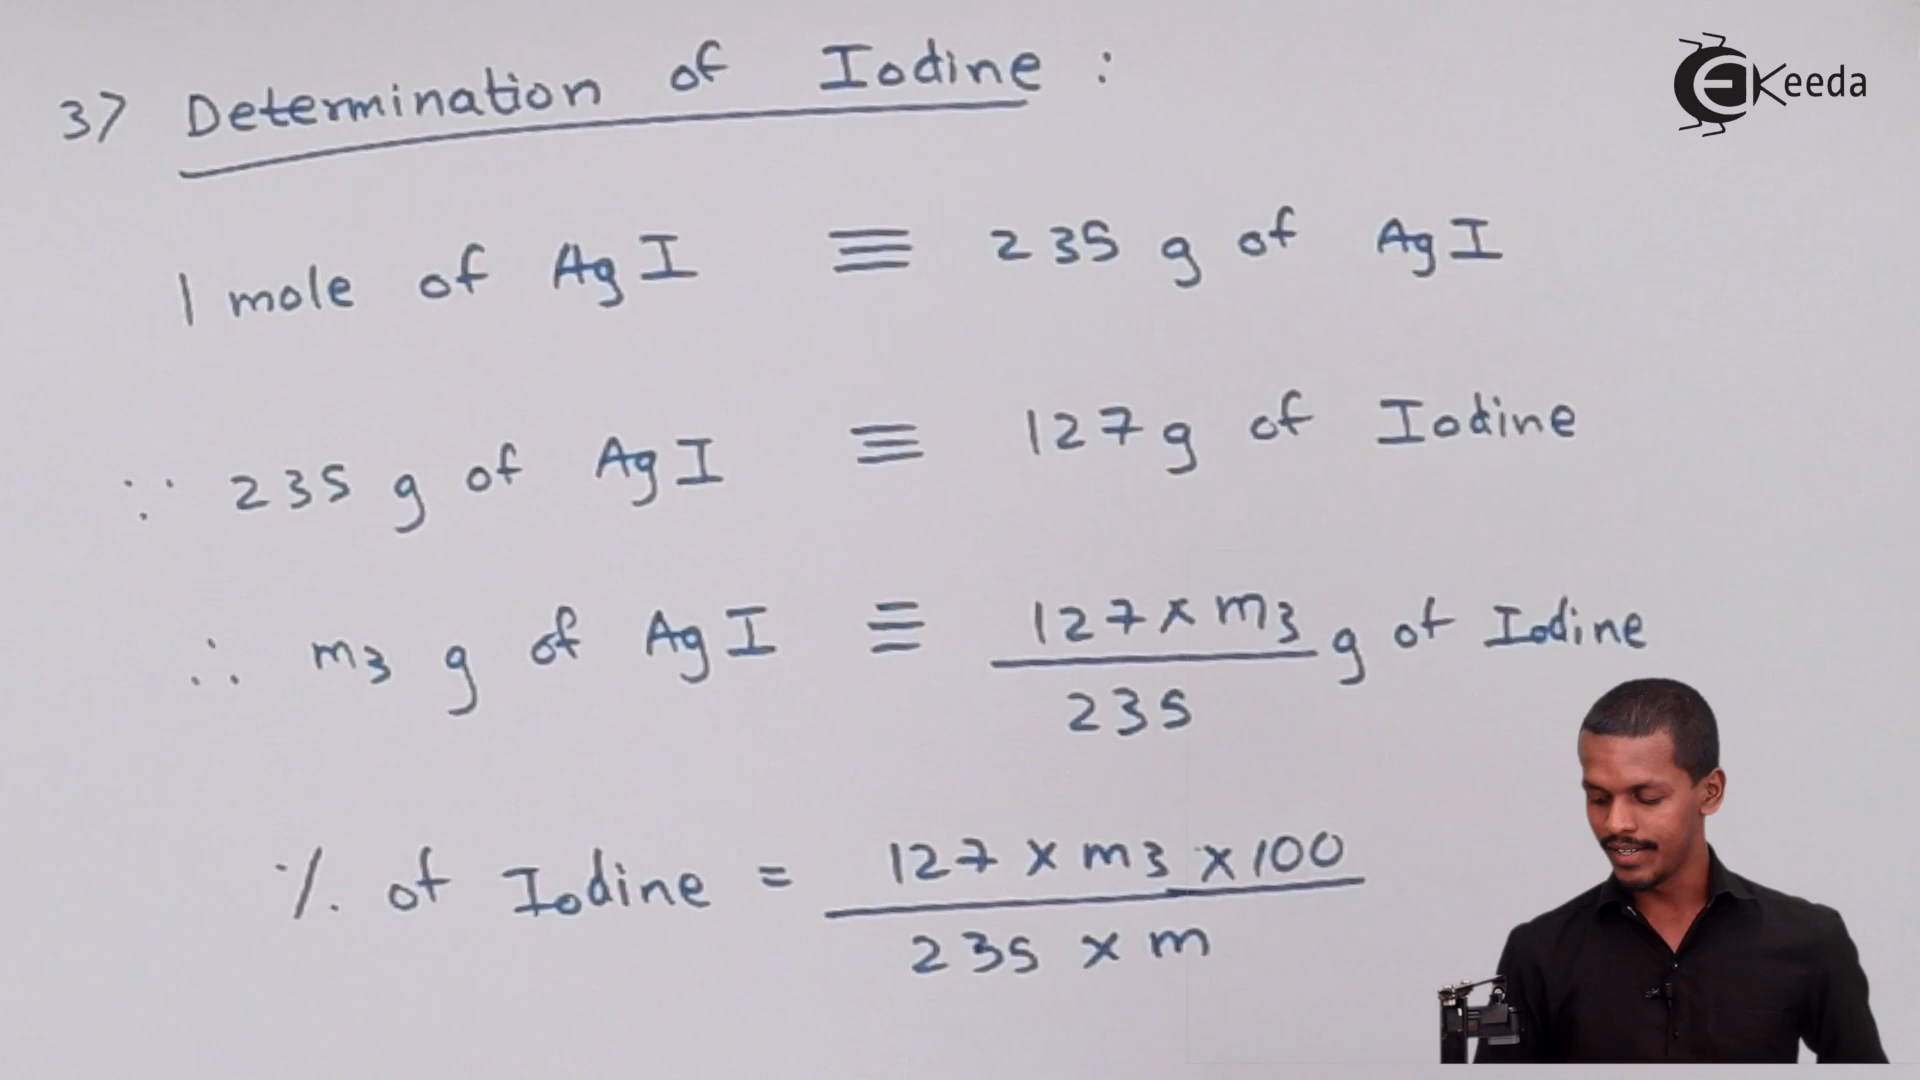 3> Determination of Iodine :
EKeeda
1 mole of AgI ≡ 235 g of AgI
∵ 235 g of AgI ≡ 127 g of Iodine
∴ m3 g of AgI ≡ 127 × m3 / 235 g of Iodine
% of Iodine = 127 × m3 × 100 / 235 × m